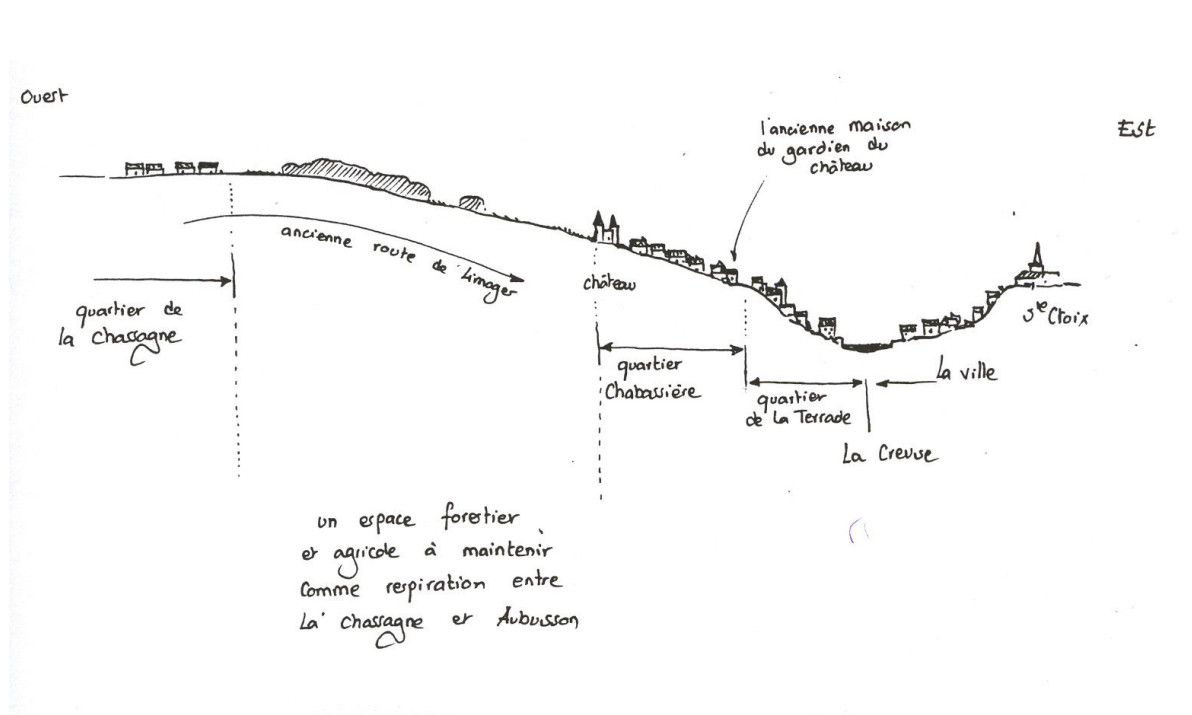 Ouest
Est
l'ancienne maison
du gardien du
château
ancienne route de Limoges
château
Ste Croix
quartier de
la Chassagne
quartier
Chabassière
La ville
quartier
de la Terrade
La Creuse
un espace forestier
et agricole à maintenir
comme respiration entre
La Chassagne et Aubusson